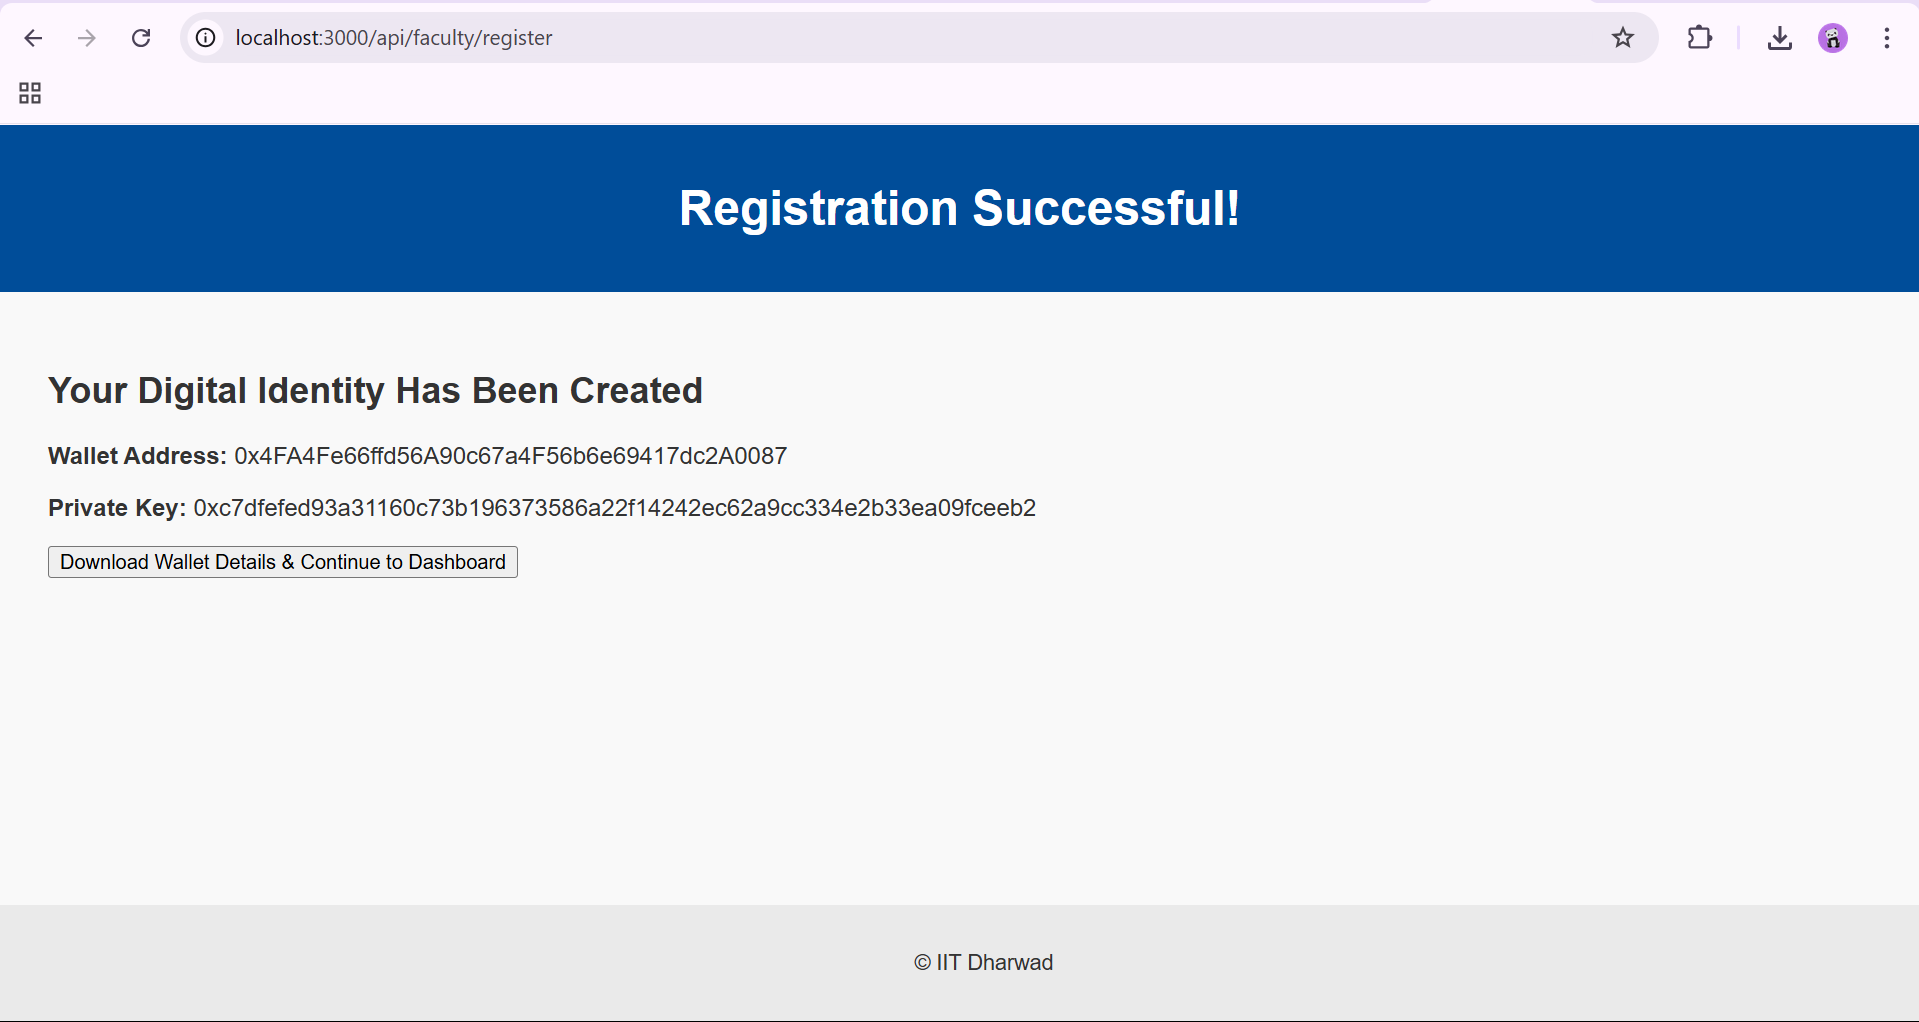 localhost:3000/api/faculty/register
Registration Successful!
Your Digital Identity Has Been Created
Wallet Address: 0x4FA4Fe66ffd56A90c67a4F56b6e69417dc2A0087
Private Key: 0xc7dfefed93a31160c73b196373586a22f14242ec62a9cc334e2b33ea09fceeb2
Download Wallet Details & Continue to Dashboard
© IIT Dharwad